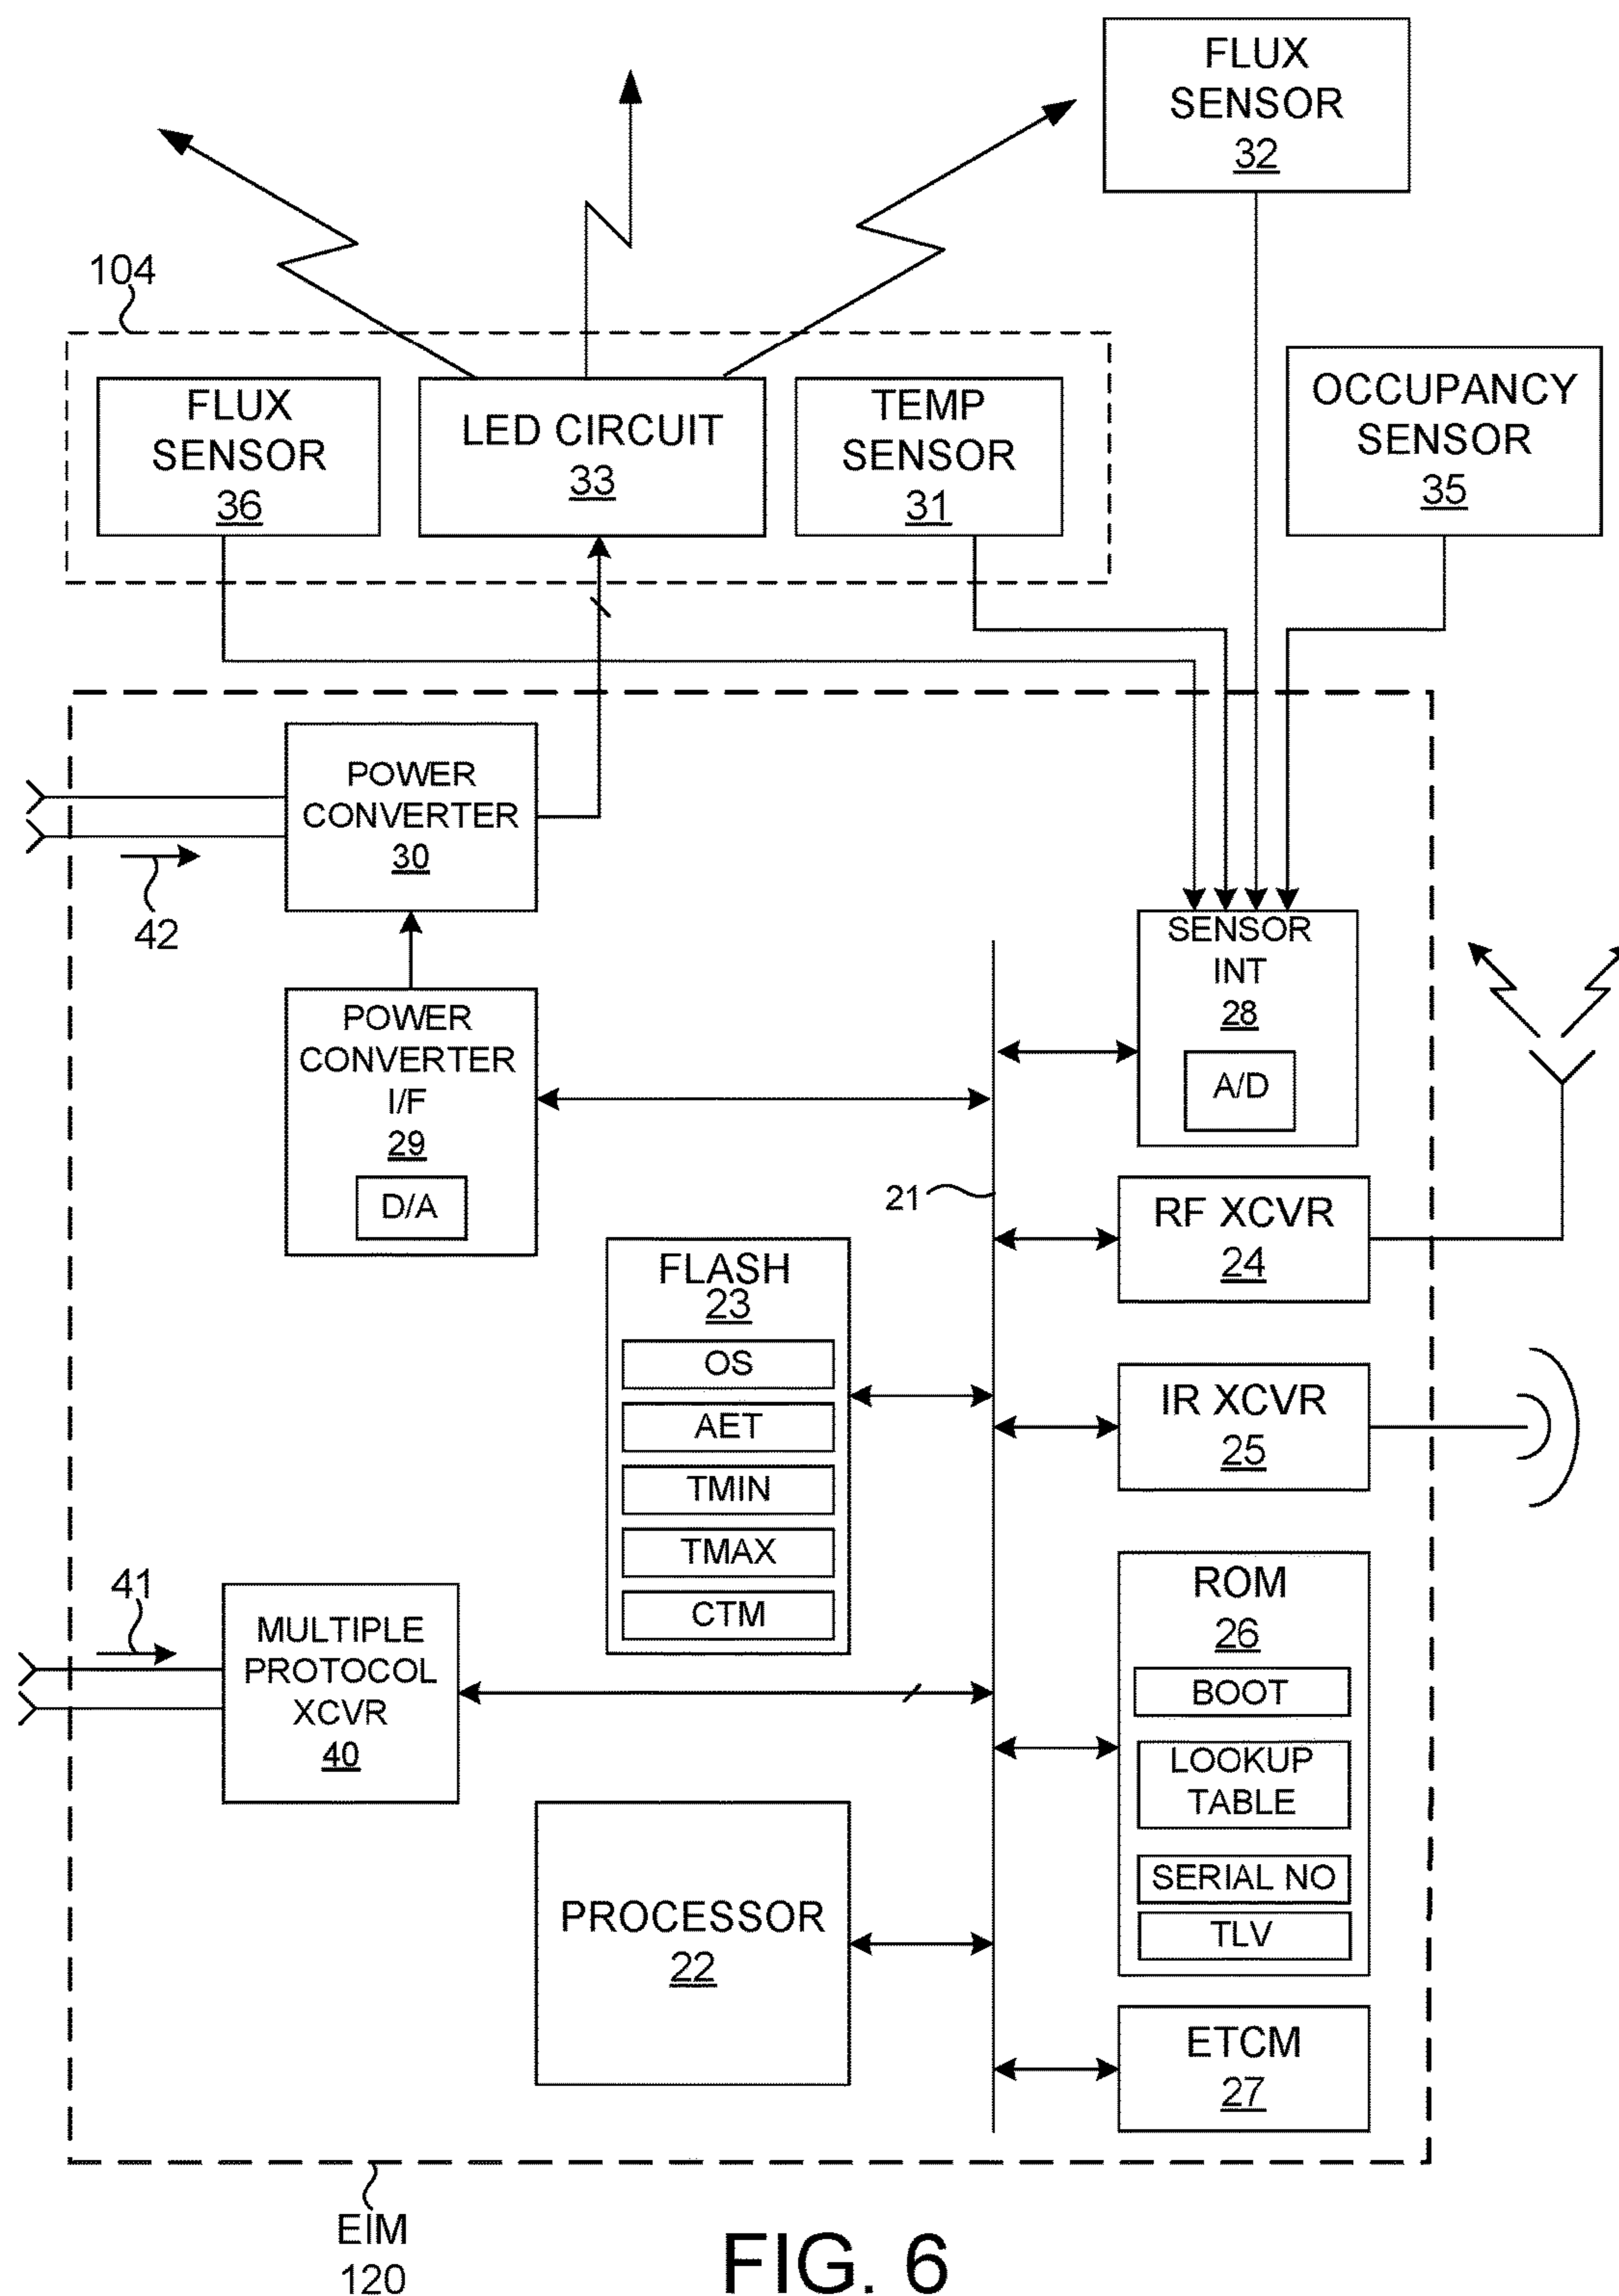 FLUX
SENSOR
32
104
FLUX
SENSOR
36
LED CIRCUIT
33
TEMP
SENSOR
31
OCCUPANCY
SENSOR
35
POWER
CONVERTER
30
42
POWER
CONVERTER
I/F
29
D/A
SENSOR
INT
28
A/D
21
RF XCVR
24
FLASH
23
OS
AET
TMIN
TMAX
CTM
IR XCVR
25
41
MULTIPLE
PROTOCOL
XCVR
40
ROM
26
BOOT
LOOKUP
TABLE
SERIAL NO
TLV
PROCESSOR
22
ETCM
27
EIM
120
FIG. 6